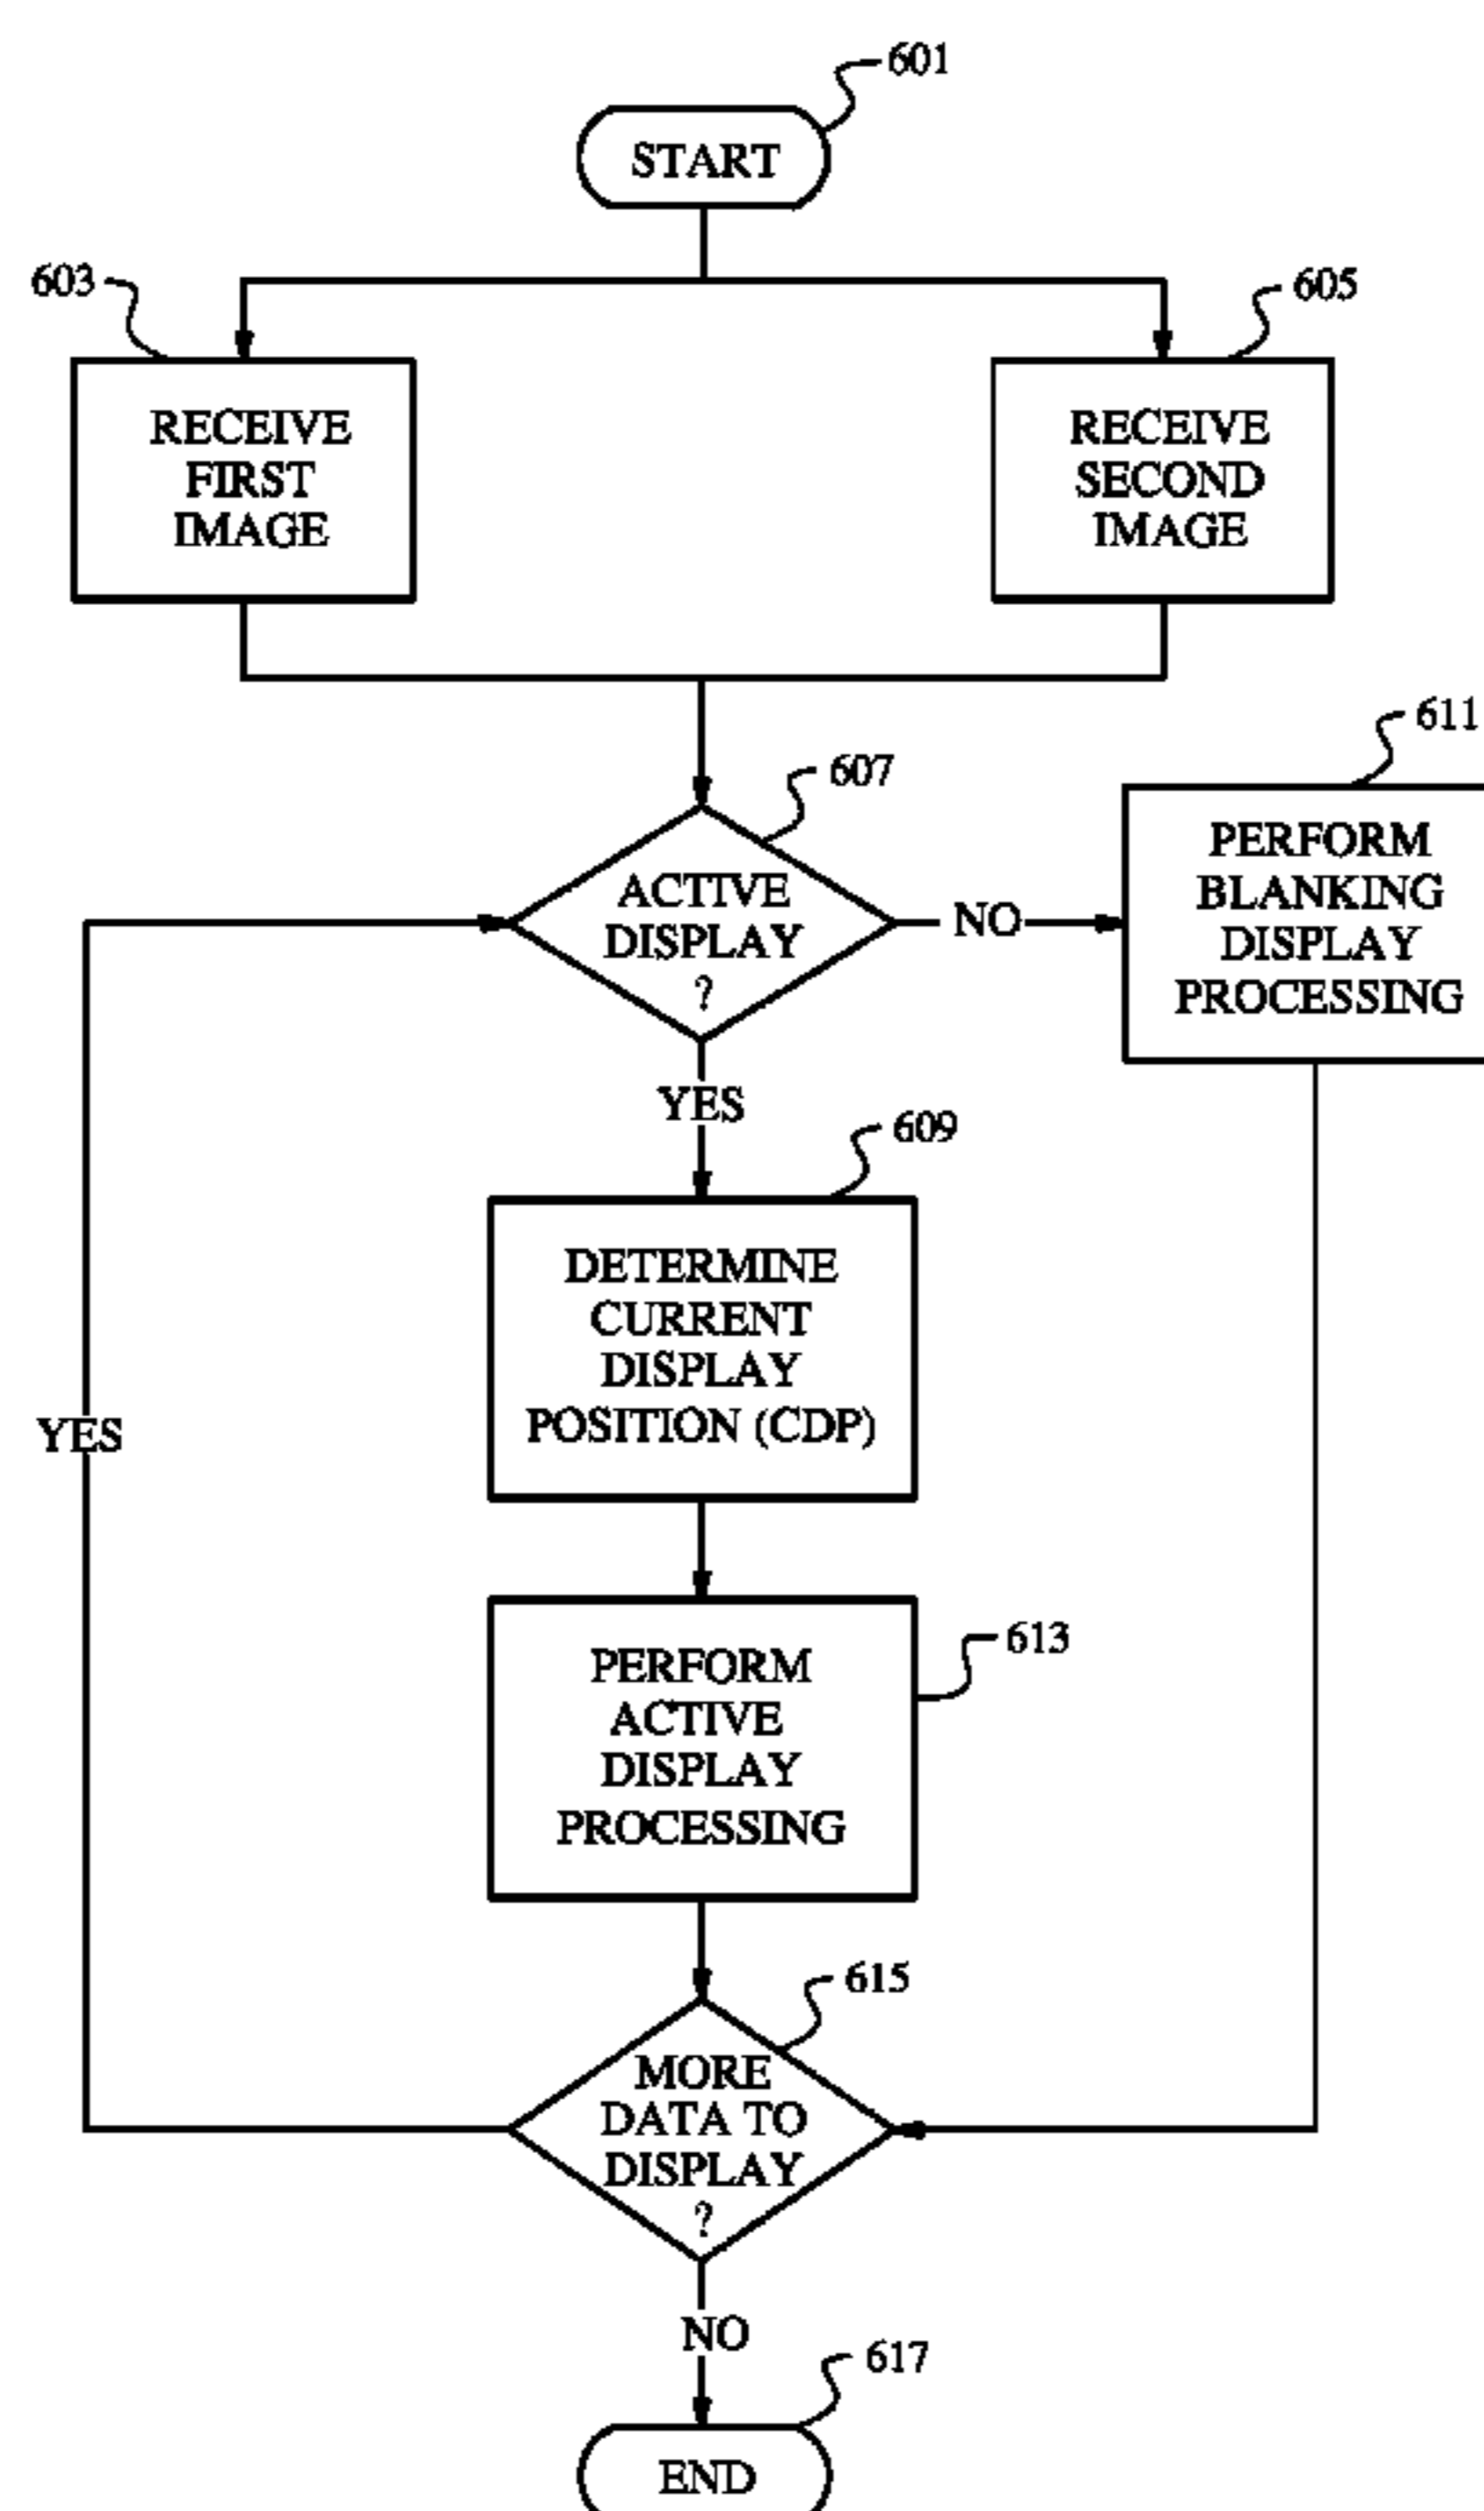 601
START
603
605
RECEIVE
FIRST
IMAGE
RECEIVE
SECOND
IMAGE
611
607
ACTIVE
DISPLAY
?
NO
PERFORM
BLANKING
DISPLAY
PROCESSING
YES
609
DETERMINE
CURRENT
DISPLAY
POSITION (CDP)
YES
613
PERFORM
ACTIVE
DISPLAY
PROCESSING
615
MORE
DATA TO
DISPLAY
?
NO
617
END